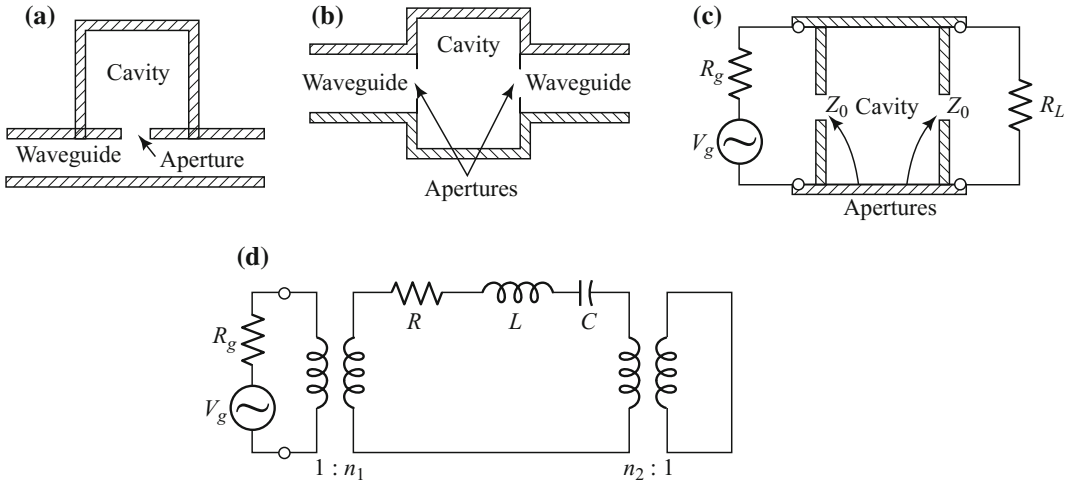 (a)
Cavity
Waveguide
Aperture
(b)
Cavity
Waveguide
Waveguide
Apertures
(c)
R_g
V_g
Z_0 Cavity Z_0
R_L
Apertures
(d)
R_g
V_g
R
L
C
1 : n_1
n_2 : 1